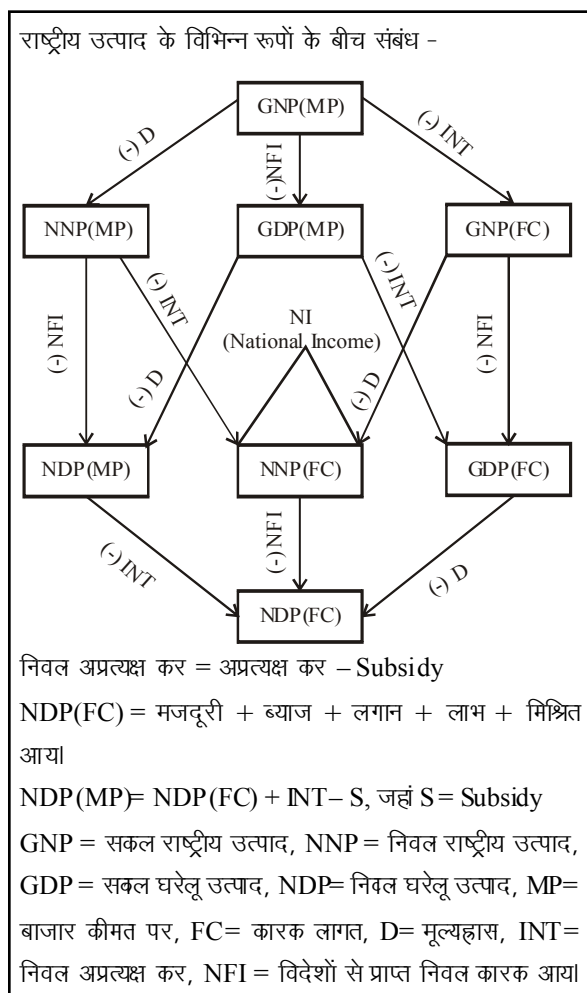 राष्ट्रीय उत्पाद के विभिन्न रूपों के बीच संबंध -
GNP(MP)
(-) D
(-)NFI
(-) INT
NNP(MP)
GDP(MP)
GNP(FC)
(-) NFI
(-) INT
(-) D
NI
(National Income)
(-) INT
(-) D
(-) NFI
NDP(MP)
NNP(FC)
GDP(FC)
(-) INT
(-) NFI
(-) D
NDP(FC)
निवल अप्रत्यक्ष कर = अप्रत्यक्ष कर – Subsidy
NDP(FC) = मजदूरी + ब्याज + लगान + लाभ + मिश्रित
आय।
NDP(MP)= NDP(FC) + INT– S, जहां S = Subsidy
GNP = सकल राष्ट्रीय उत्पाद, NNP = निवल राष्ट्रीय उत्पाद,
GDP = सकल घरेलू उत्पाद, NDP= निवल घरेलू उत्पाद, MP=
बाजार कीमत पर, FC= कारक लागत, D= मूल्यह्रास, INT=
निवल अप्रत्यक्ष कर, NFI = विदेशों से प्राप्त निवल कारक आय।